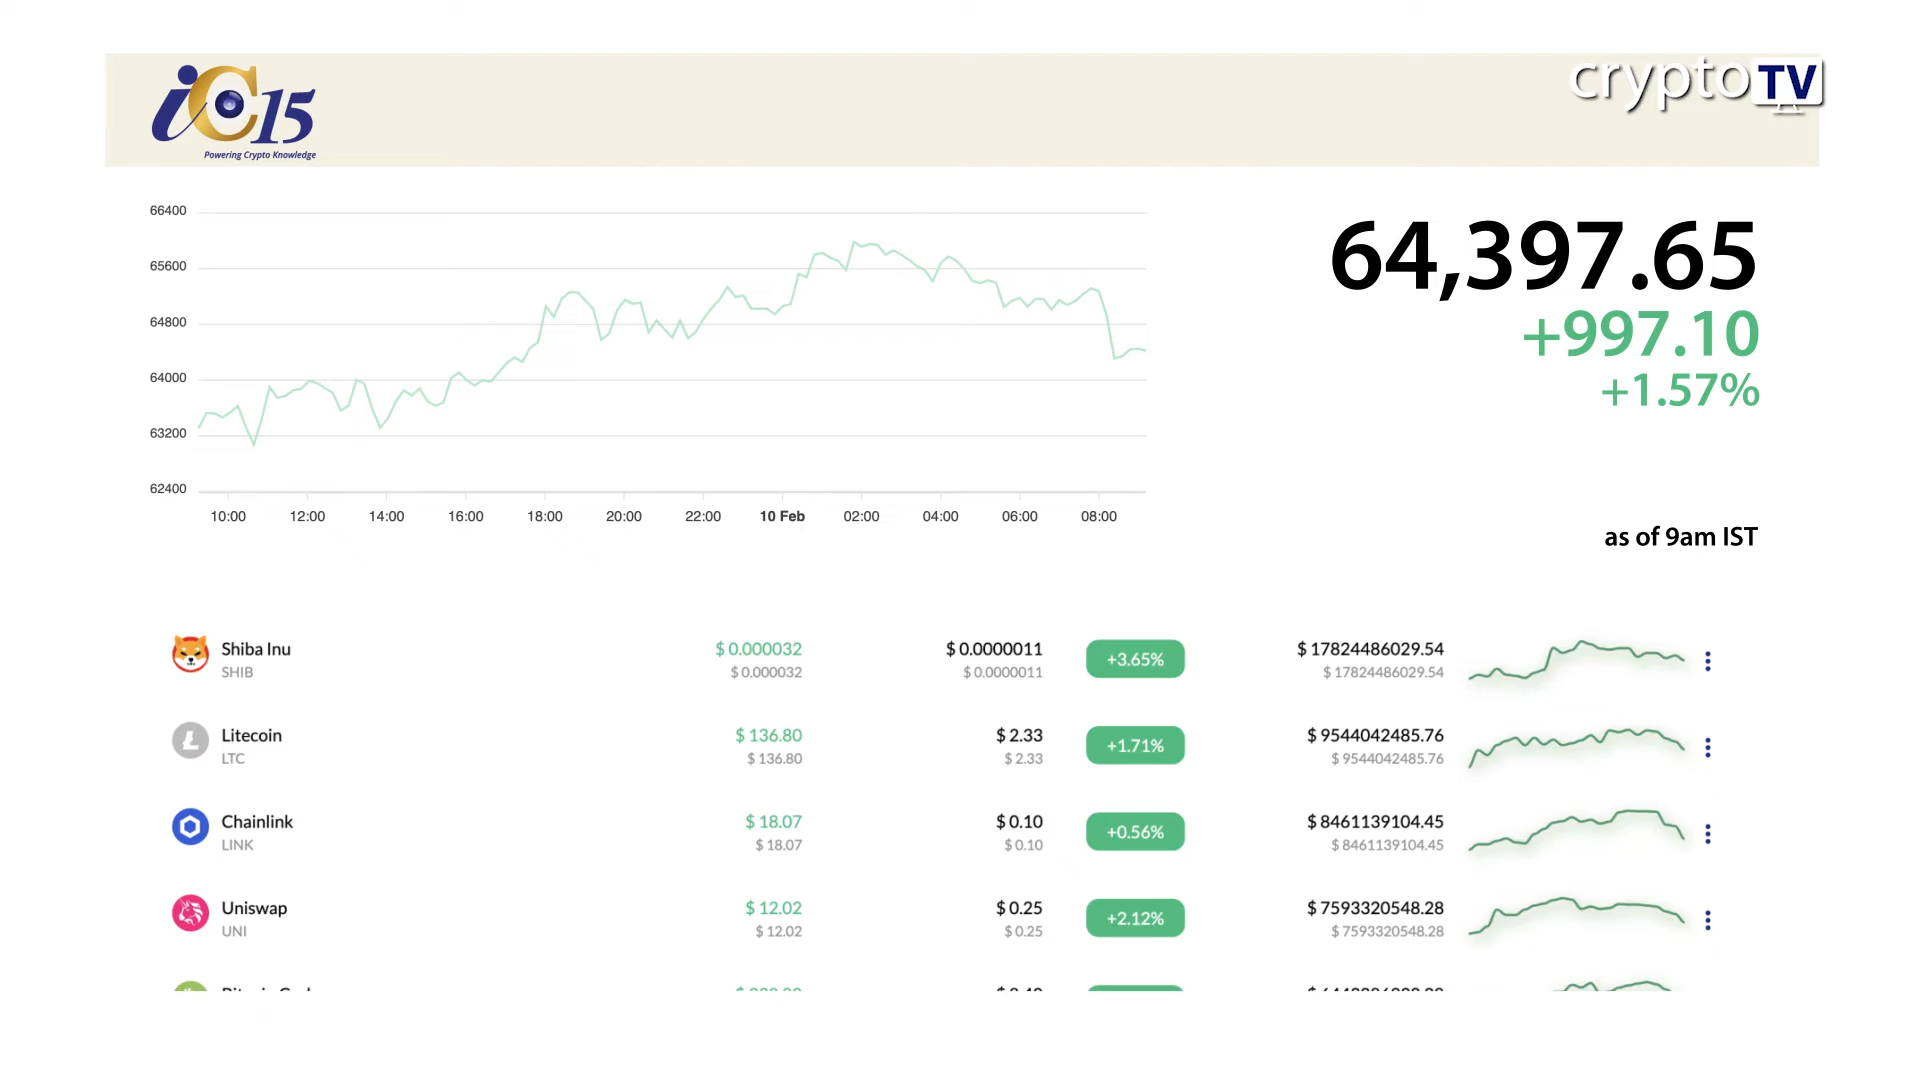 iC15
Powering Crypto Knowledge
crypto TV
66400
65600
64800
64000
63200
62400
10:00 12:00 14:00 16:00 18:00 20:00 22:00 10 Feb 02:00 04:00 06:00 08:00
64,397.65
+997.10
+1.57%
as of 9am IST
Shiba Inu $ 0.000032 $ 0.0000011 +3.65% $ 17824486029.54
SHIB $ 0.000032 $ 0.0000011 $ 17824486029.54
Litecoin $ 136.80 $ 2.33 +1.71% $ 9544042485.76
LTC $ 136.80 $ 2.33 $ 9544042485.76
Chainlink $ 18.07 $ 0.10 +0.56% $ 8461139104.45
LINK $ 18.07 $ 0.10 $ 8461139104.45
Uniswap $ 12.02 $ 0.25 +2.12% $ 7593320548.28
UNI $ 12.02 $ 0.25 $ 7593320548.28